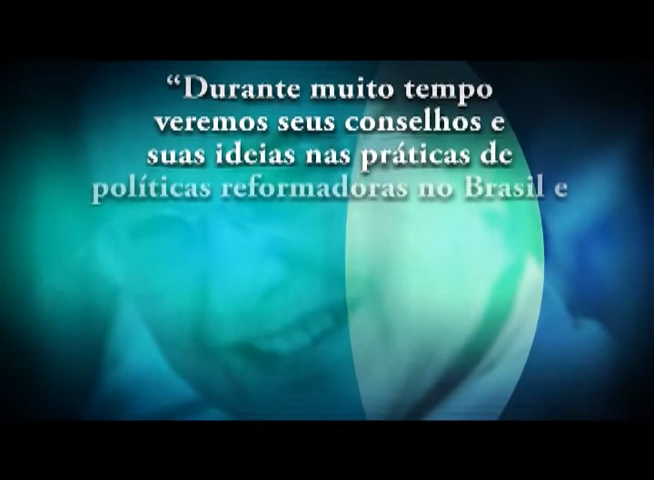 “Durante muito tempo
veremos seus conselhos e
suas ideias nas práticas de
políticas reformadoras no Brasil e